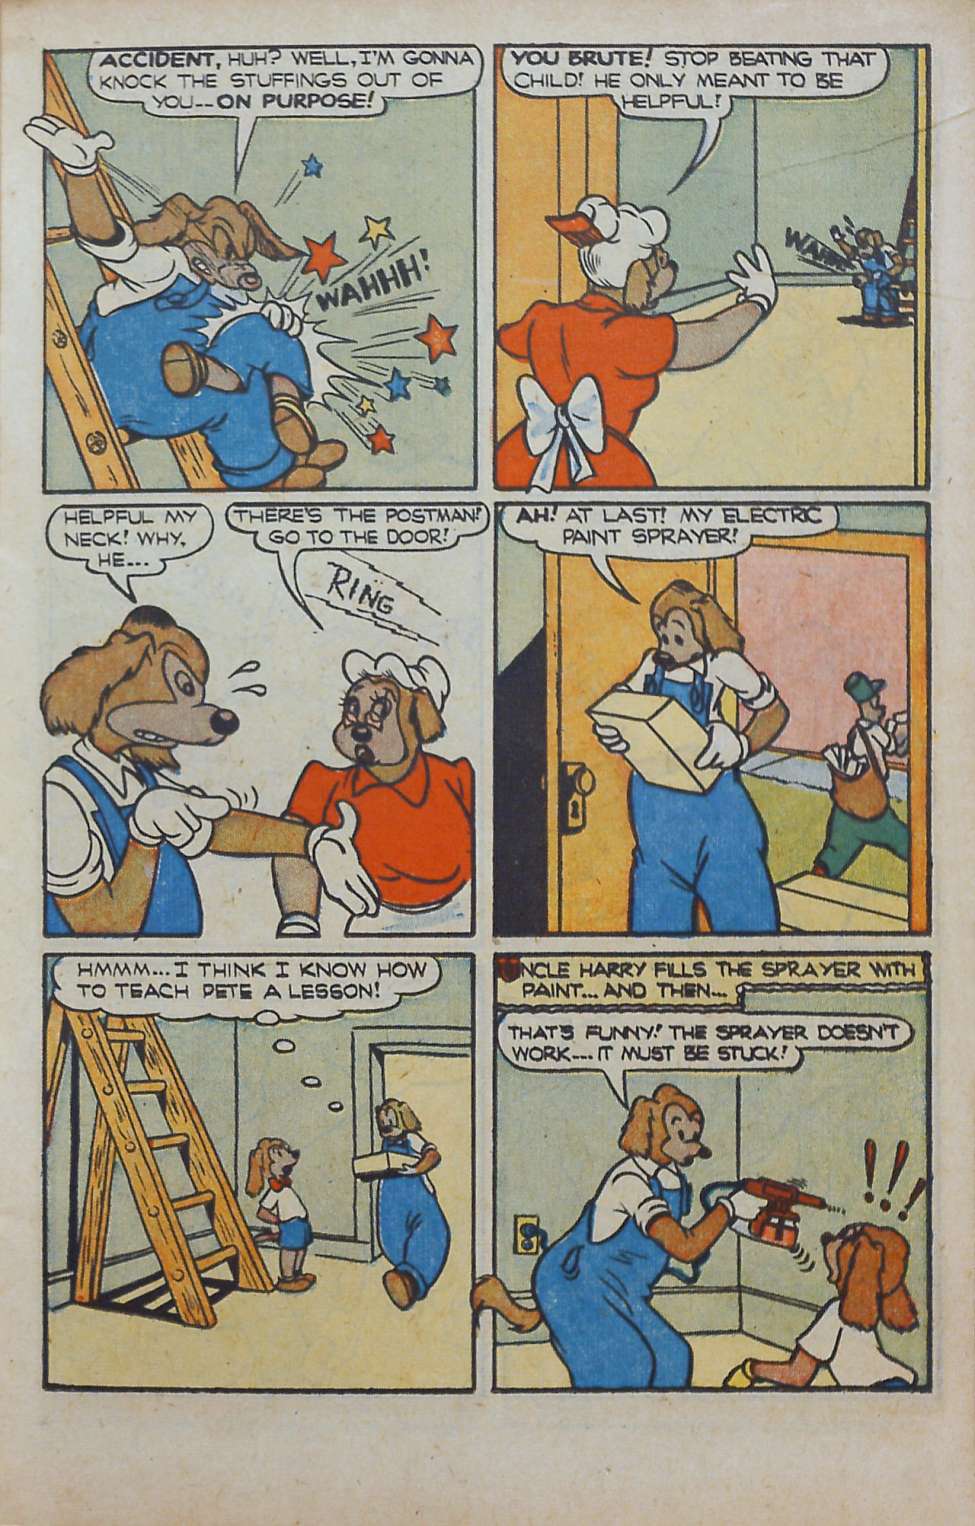 ACCIDENT, HUH? WELL, I'M GONNA
KNOCK THE STUFFINGS OUT OF
YOU-- ON PURPOSE!
WAHHH!
YOU BRUTE! STOP BEATING THAT
CHILD! HE ONLY MEANT TO BE
HELPFUL!
HELPFUL MY
NECK! WHY,
HE---
THERE'S THE POSTMAN!
GO TO THE DOOR!
RING
AH! AT LAST! MY ELECTRIC
PAINT SPRAYER!
HMMM... I THINK I KNOW HOW
TO TEACH PETE A LESSON!
UNCLE HARRY FILLS THE SPRAYER WITH
PAINT... AND THEN...
THAT'S FUNNY! THE SPRAYER DOESN'T
WORK---. IT MUST BE STUCK!
!!!